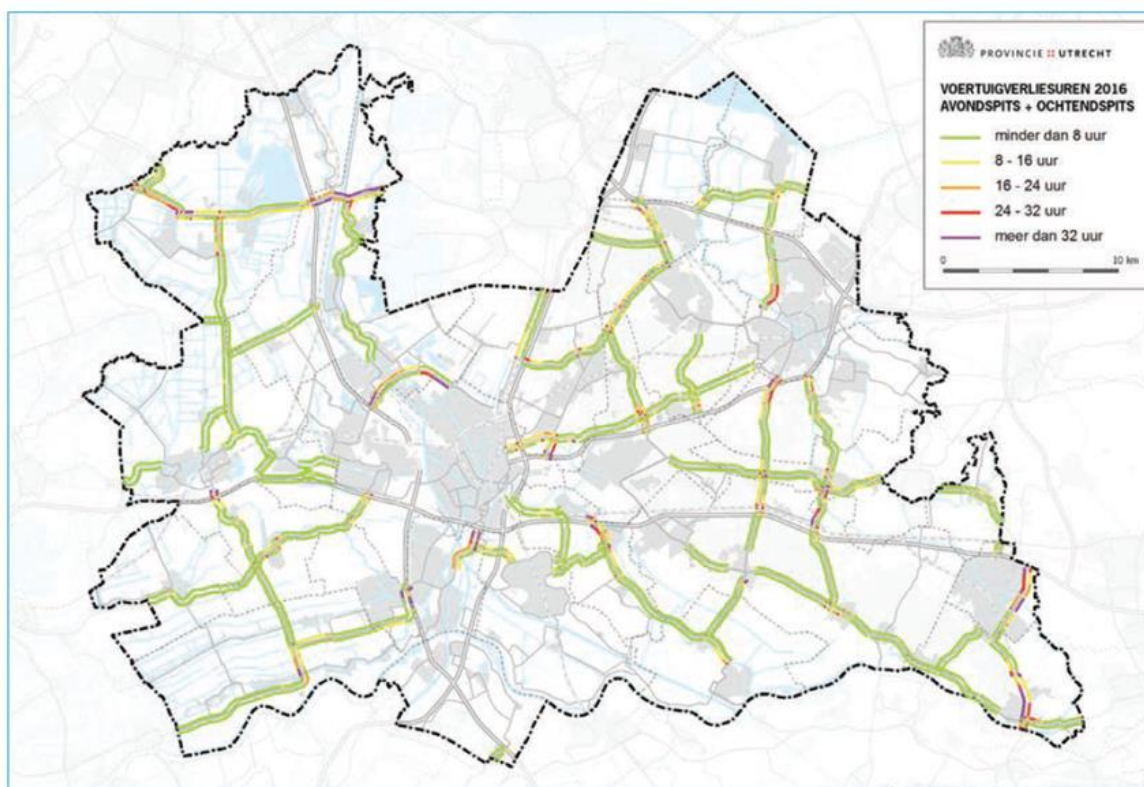 PROVINCIE UTRECHT
VOERTUIGVERLIESUREN 2016
AVONDSPITS + OCHTENDSPITS
minder dan 8 uur
8 - 16 uur
16 - 24 uur
24 - 32 uur
meer dan 32 uur
0 10 km